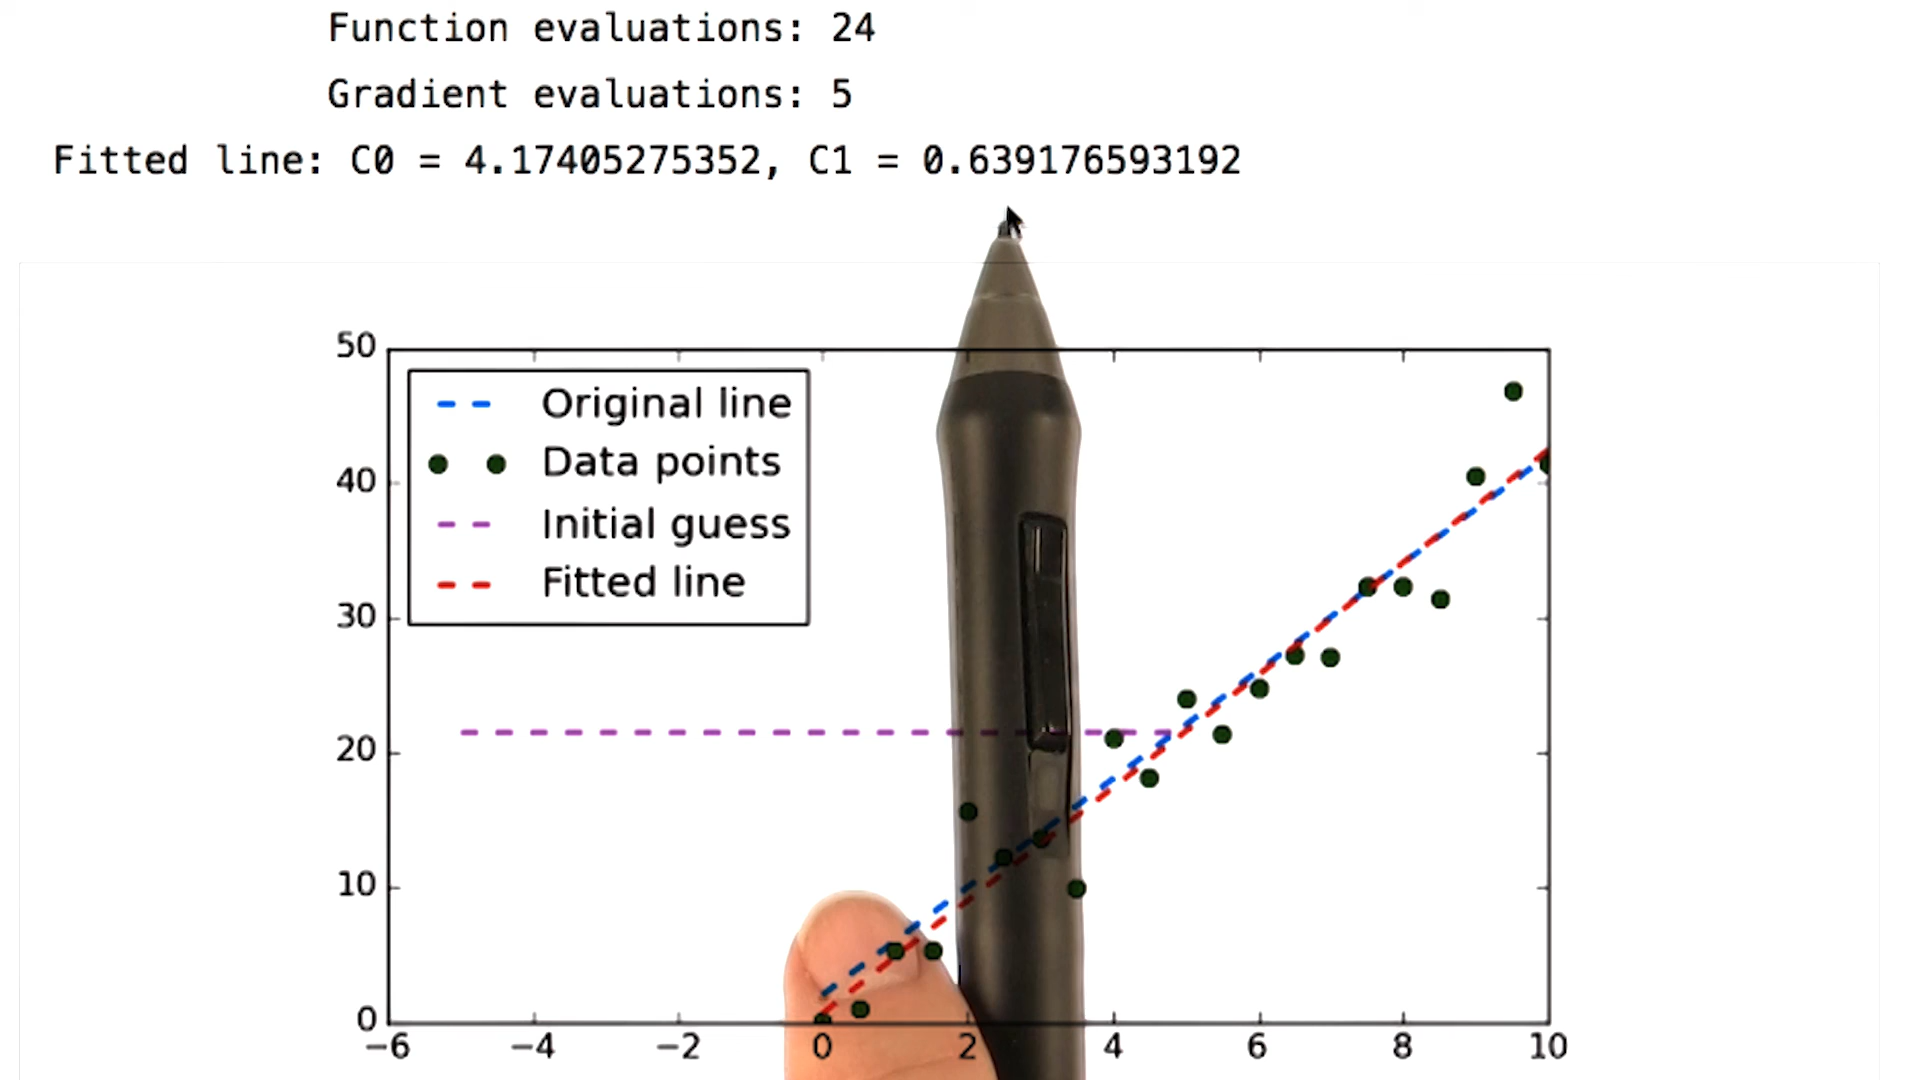 Function evaluations: 24
Gradient evaluations: 5
Fitted line: C0 = 4.17405275352, C1 = 0.639176593192
50
40
30
20
10
0
Original line
Data points
Initial guess
Fitted line
−6 −4 −2 0 2 4 6 8 10